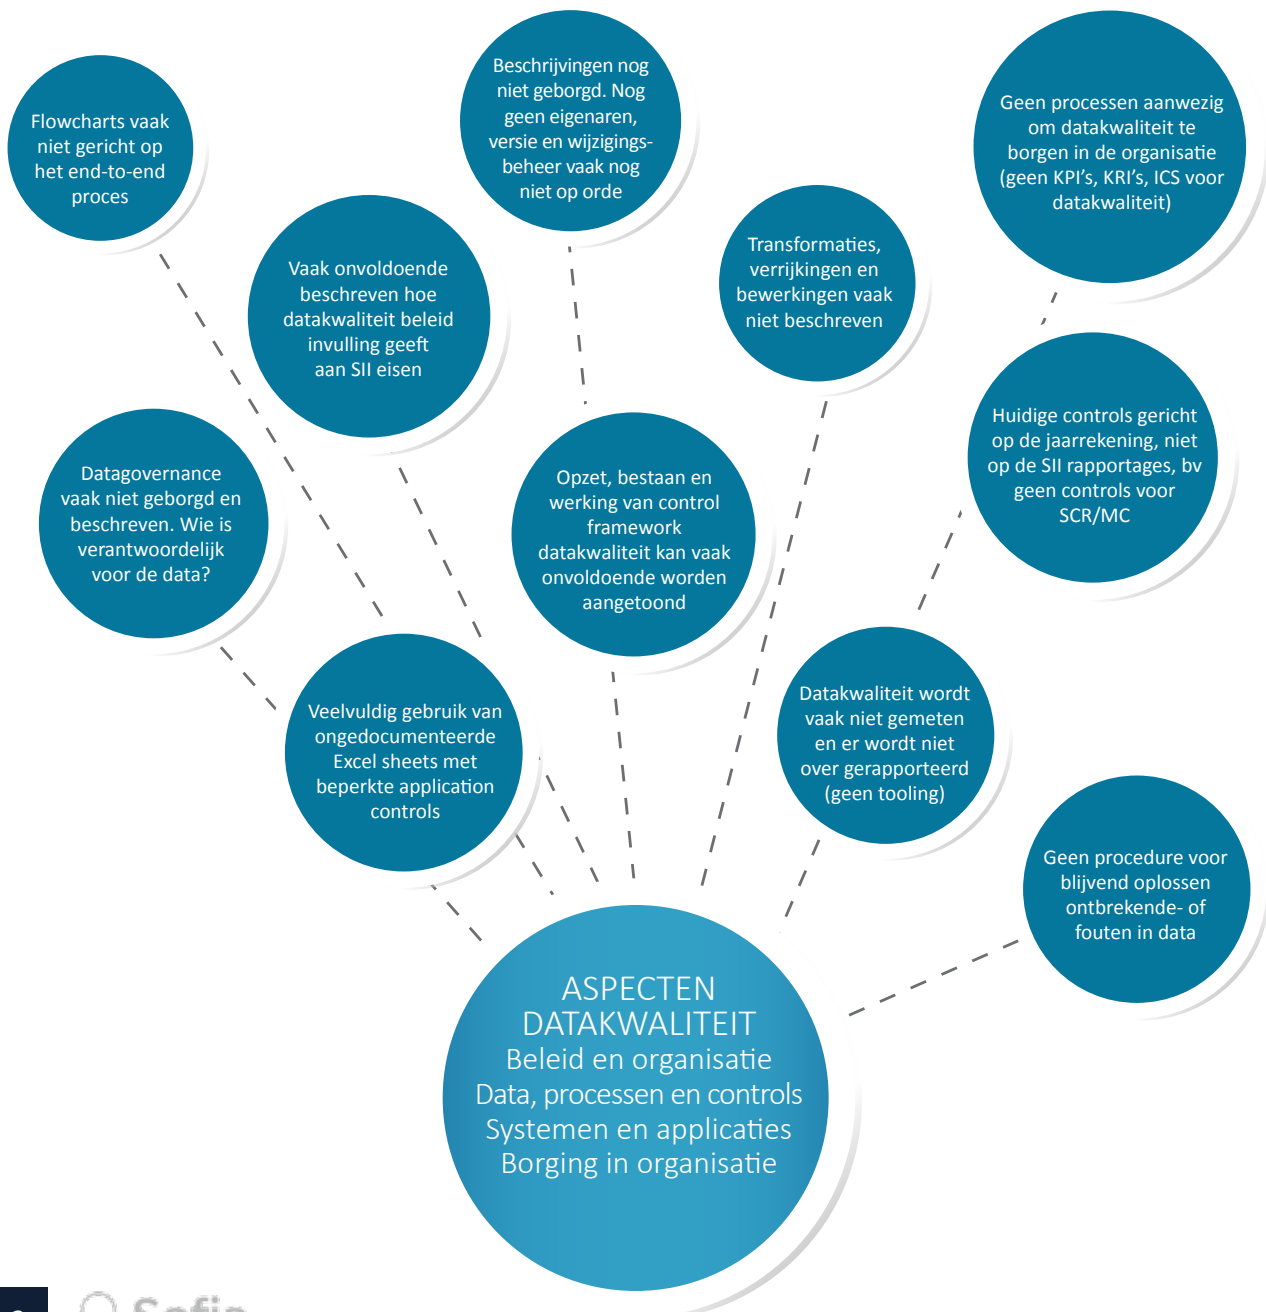 Flowcharts vaak
niet gericht op
het end-to-end
proces
Beschrijvingen nog
niet geborgd. Nog
geen eigenaren,
versie en wijzigings-
beheer vaak nog
niet op orde
Geen processen aanwezig
om datakwaliteit te
borgen in de organisatie
(geen KPI’s, KRI’s, ICS voor
datakwaliteit)
Vaak onvoldoende
beschreven hoe
datakwaliteit beleid
invulling geeft
aan SII eisen
Transformaties,
verrijkingen en
bewerkingen vaak
niet beschreven
Huidige controls gericht
op de jaarrekening, niet
op de SII rapportages, bv
geen controls voor
SCR/MC
Datagovernance
vaak niet geborgd en
beschreven. Wie is
verantwoordelijk
voor de data?
Opzet, bestaan en
werking van control
framework
datakwaliteit kan vaak
onvoldoende worden
aangetoond
Veelvuldig gebruik van
ongedocumenteerde
Excel sheets met
beperkte application
controls
Datakwaliteit wordt
vaak niet gemeten
en er wordt niet
over gerapporteerd
(geen tooling)
Geen procedure voor
blijvend oplossen
ontbrekende- of
fouten in data
ASPECTEN
DATAKWALITEIT
Beleid en organisatie
Data, processen en controls
Systemen en applicaties
Borging in organisatie